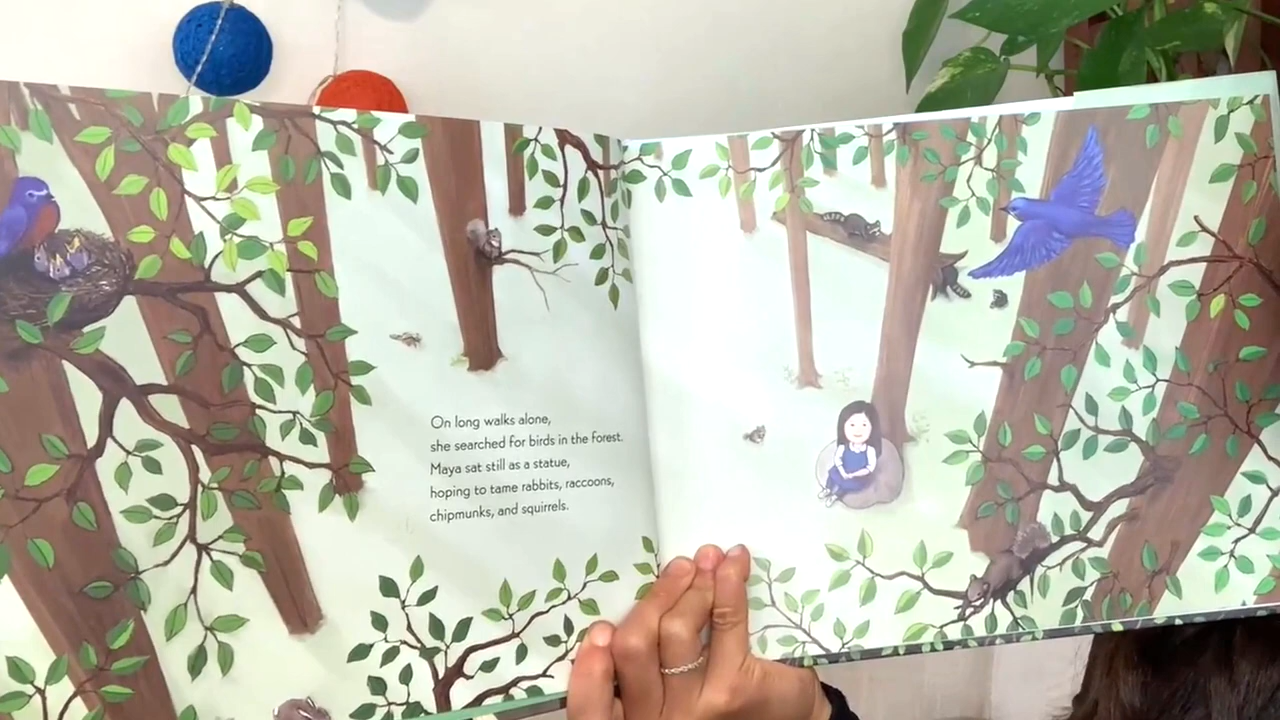 On long walks alone,
she searched for birds in the forest.
Maya sat still as a statue,
hoping to tame rabbits, raccoons,
chipmunks, and squirrels.